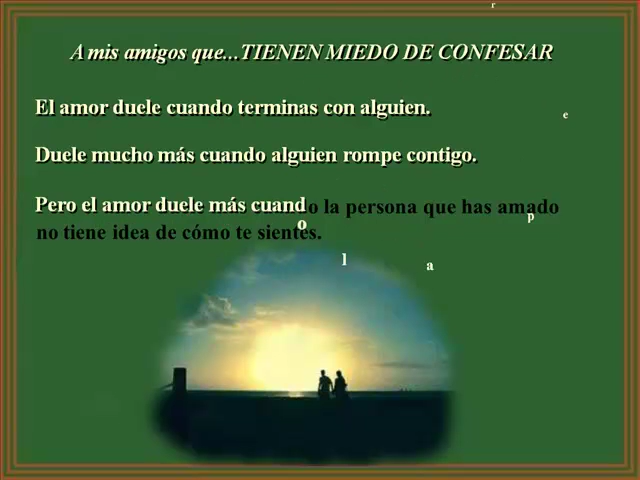 A mis amigos que...TIENEN MIEDO DE CONFESAR
El amor duele cuando terminas con alguien.
Duele mucho más cuando alguien rompe contigo.
Pero el amor duele más cuando la persona que has amado
no tiene idea de cómo te sientes.
r
e
p
o
l
a